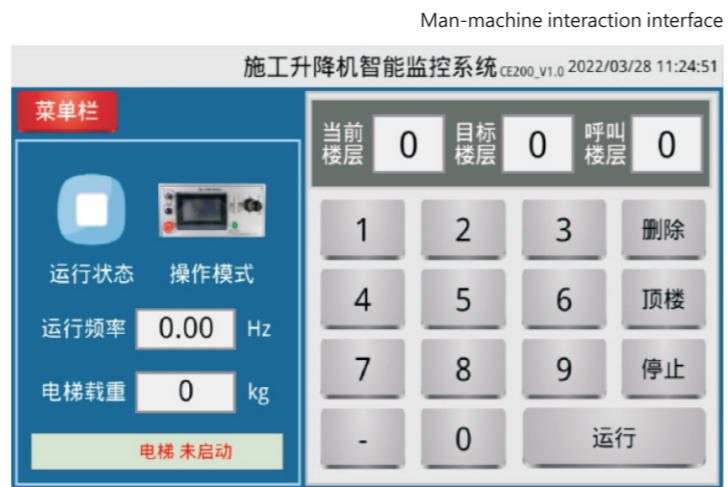 Man-machine interaction interface
施工升降机智能监控系统 CE200_V1.0 2022/03/28 11:24:51
菜单栏
当前楼层 0 目标楼层 0 呼叫楼层 0
运行状态 操作模式
运行频率 0.00 Hz
电梯载重 0 kg
电梯 未启动
1 2 3 删除
4 5 6 顶楼
7 8 9 停止
- 0 运行